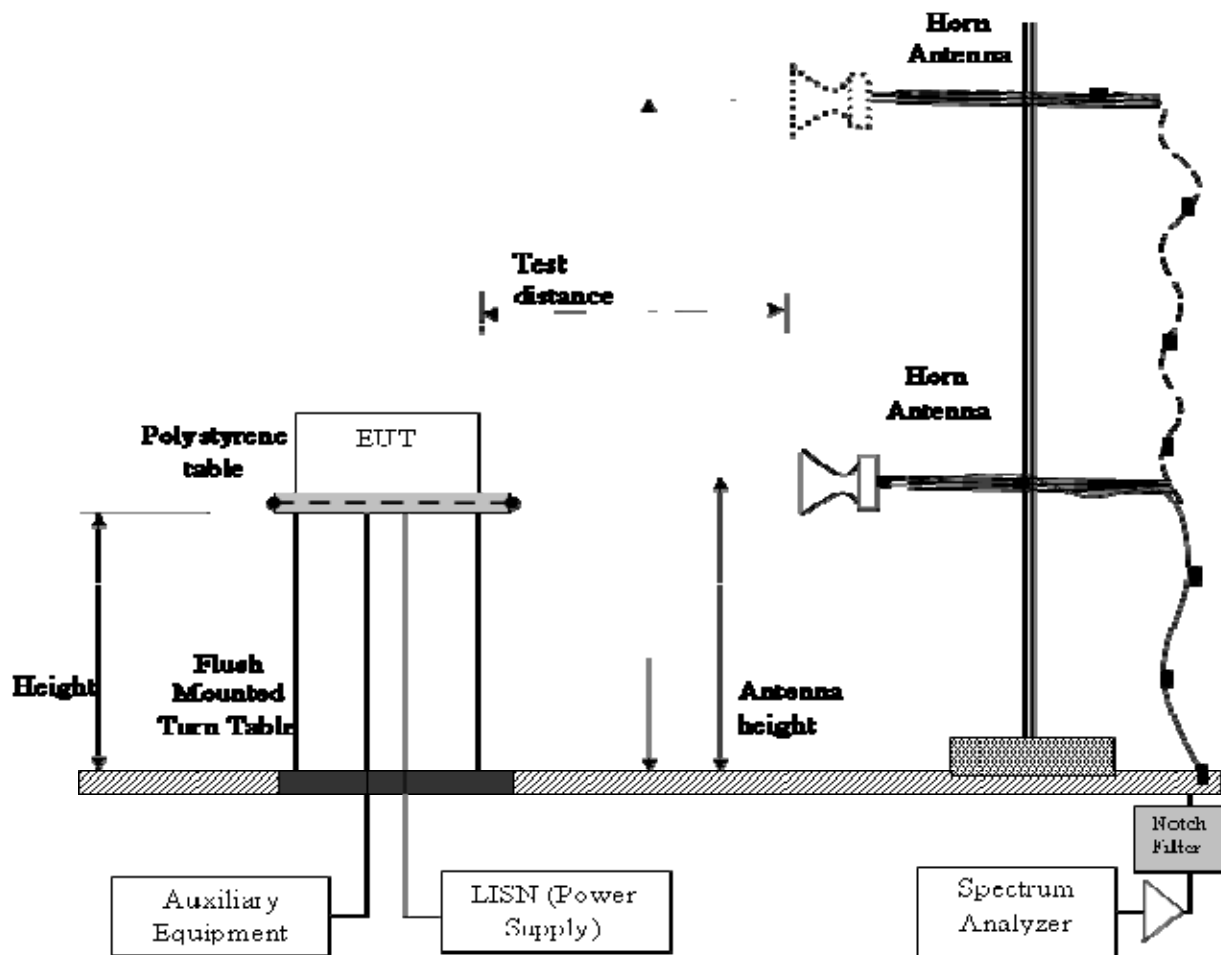 Horn
Antenna
Test
distance
Horn
Antenna
Polystyrene
table
EUT
Height
Flush
Mounted
Turn Table
Antenna
height
Notch
Filter
Auxiliary
Equipment
LISN (Power
Supply)
Spectrum
Analyzer